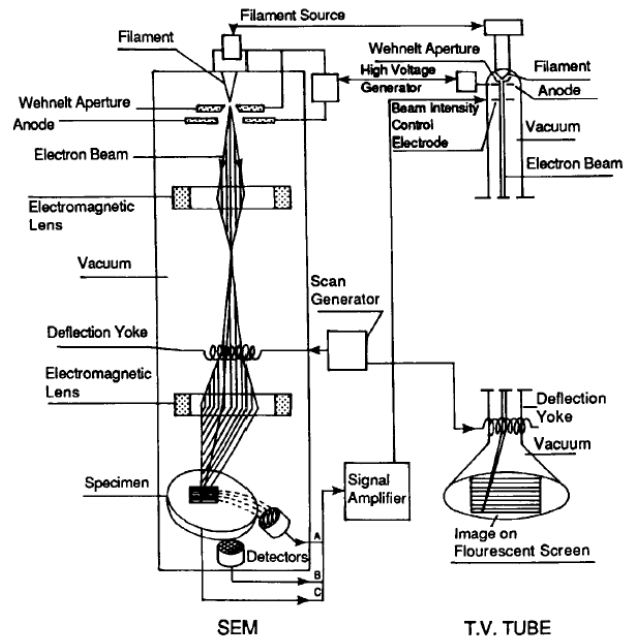 Filament Source
Filament
Wehnelt Aperture
Anode
Electron Beam
Electromagnetic
Lens
Vacuum
Deflection Yoke
Electromagnetic
Lens
Specimen
Detectors
A
B
C
SEM
High Voltage
Generator
Beam Intensity
Control
Electrode
Scan
Generator
Signal
Amplifier
Wehnelt Aperture
Filament
Anode
Vacuum
Electron Beam
Deflection
Yoke
Vacuum
Image on
Flourescent Screen
T.V. TUBE